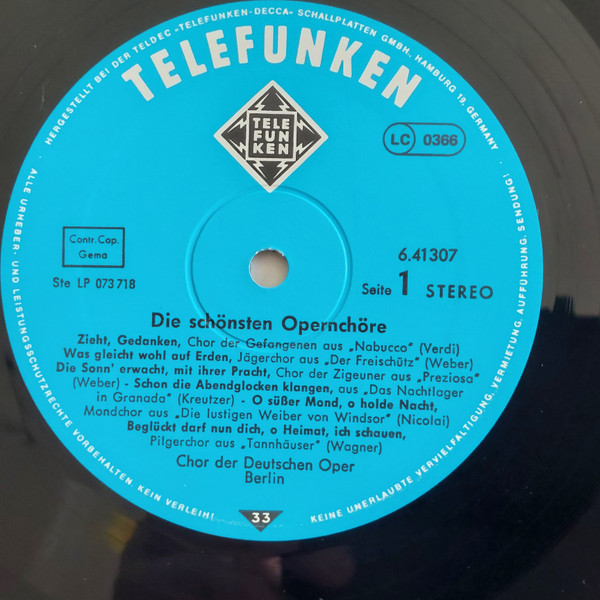 HERGESTELLT BEI DER TELDEC »TELEFUNKEN-DECCA« SCHALLPLATTEN GMBH., HAMBURG 19, GERMANY ·
TELEFUNKEN
TELE
FUN
KEN
LC 0366
Contr. Cop.
Gema
Ste LP 073 718
6.41307
Seite 1 STEREO
Die schönsten Opernchöre
Zieht, Gedanken, Chor der Gefangenen aus „Nabucco" (Verdi)
Was gleicht wohl auf Erden, Jägerchor aus „Der Freischütz" (Weber)
Die Sonn' erwacht, mit ihrer Pracht, Chor der Zigeuner aus „Preziosa"
(Weber) - Schon die Abendglocken klangen, aus „Das Nachtlager
in Granada" (Kreutzer) - O süßer Mond, o holde Nacht,
Mondchor aus „Die lustigen Weiber von Windsor" (Nicolai)
Beglückt darf nun dich, o Heimat, ich schauen,
Pilgerchor aus „Tannhäuser" (Wagner)
Chor der Deutschen Oper
Berlin
33
ALLE URHEBER- UND LEISTUNGSSCHUTZRECHTE VORBEHALTEN KEIN VERLEIH!
KEINE UNERLAUBTE VERVIELFÄLTIGUNG, VERMIETUNG, AUFFÜHRUNG, SENDUNG!